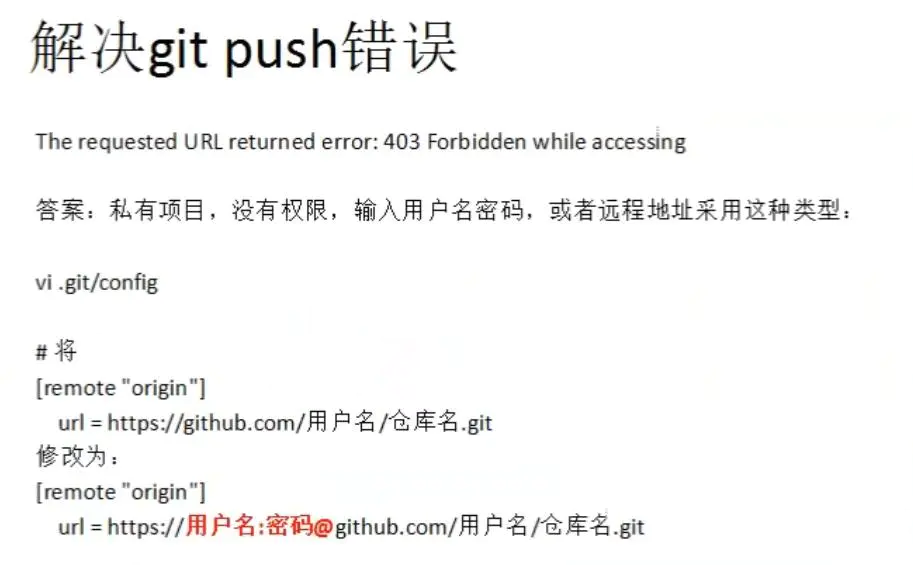 解决git push错误
The requested URL returned error: 403 Forbidden while accessing
答案：私有项目，没有权限，输入用户名密码，或者远程地址采用这种类型：
vi .git/config
# 将
[remote "origin"]
url = https://github.com/用户名/仓库名.git
修改为：
[remote "origin"]
url = https://用户名:密码@github.com/用户名/仓库名.git